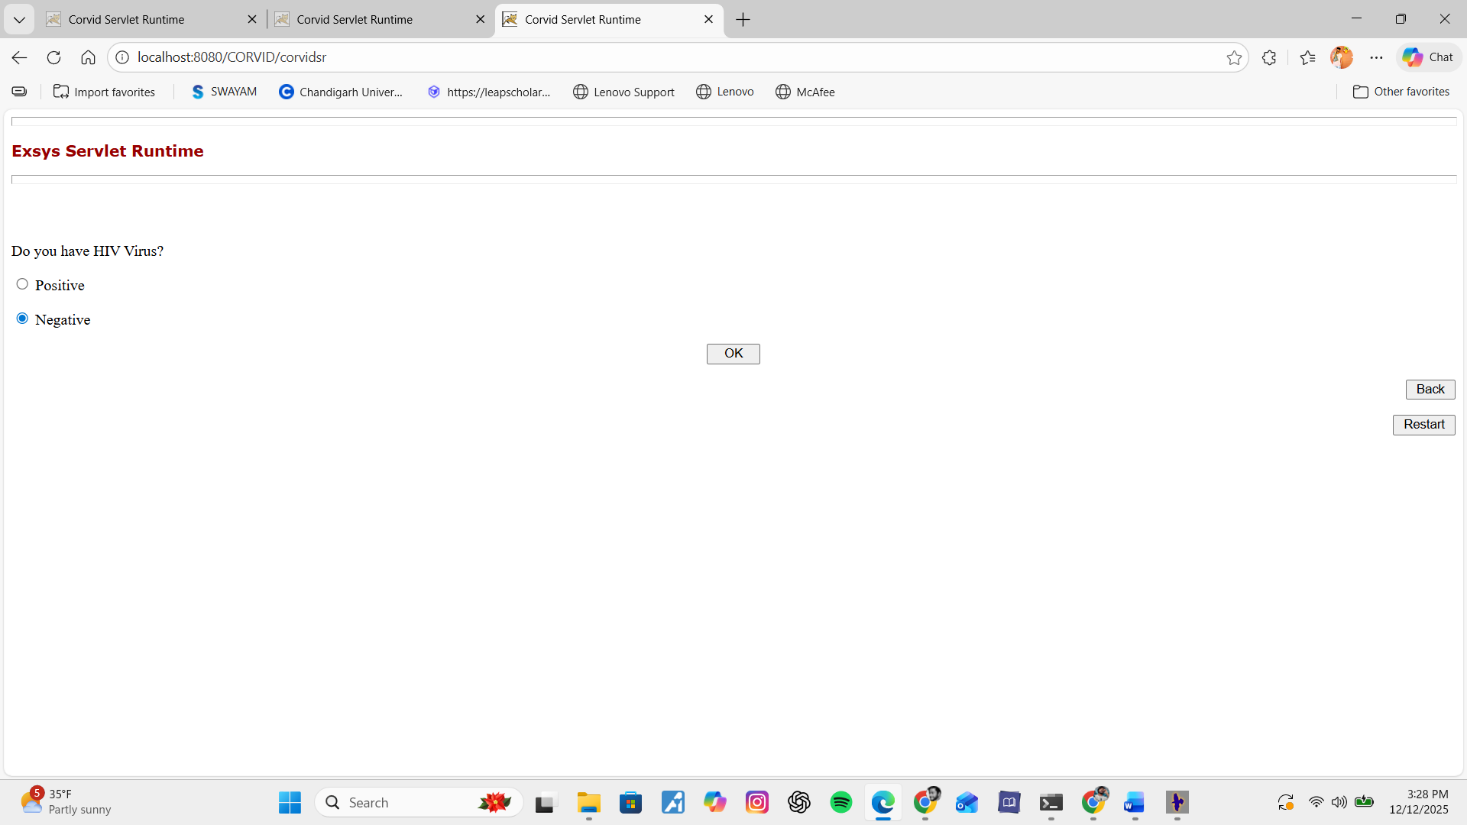 Corvid Servlet Runtime
Corvid Servlet Runtime
Corvid Servlet Runtime
localhost:8080/CORVID/corvidsr
Chat
Import favorites
SWAYAM
Chandigarh Univer...
https://leapscholar...
Lenovo Support
Lenovo
McAfee
Other favorites
Exsys Servlet Runtime
Do you have HIV Virus?
Positive
Negative
OK
Back
Restart
5
35°F
Partly sunny
Search
3:28 PM
12/12/2025